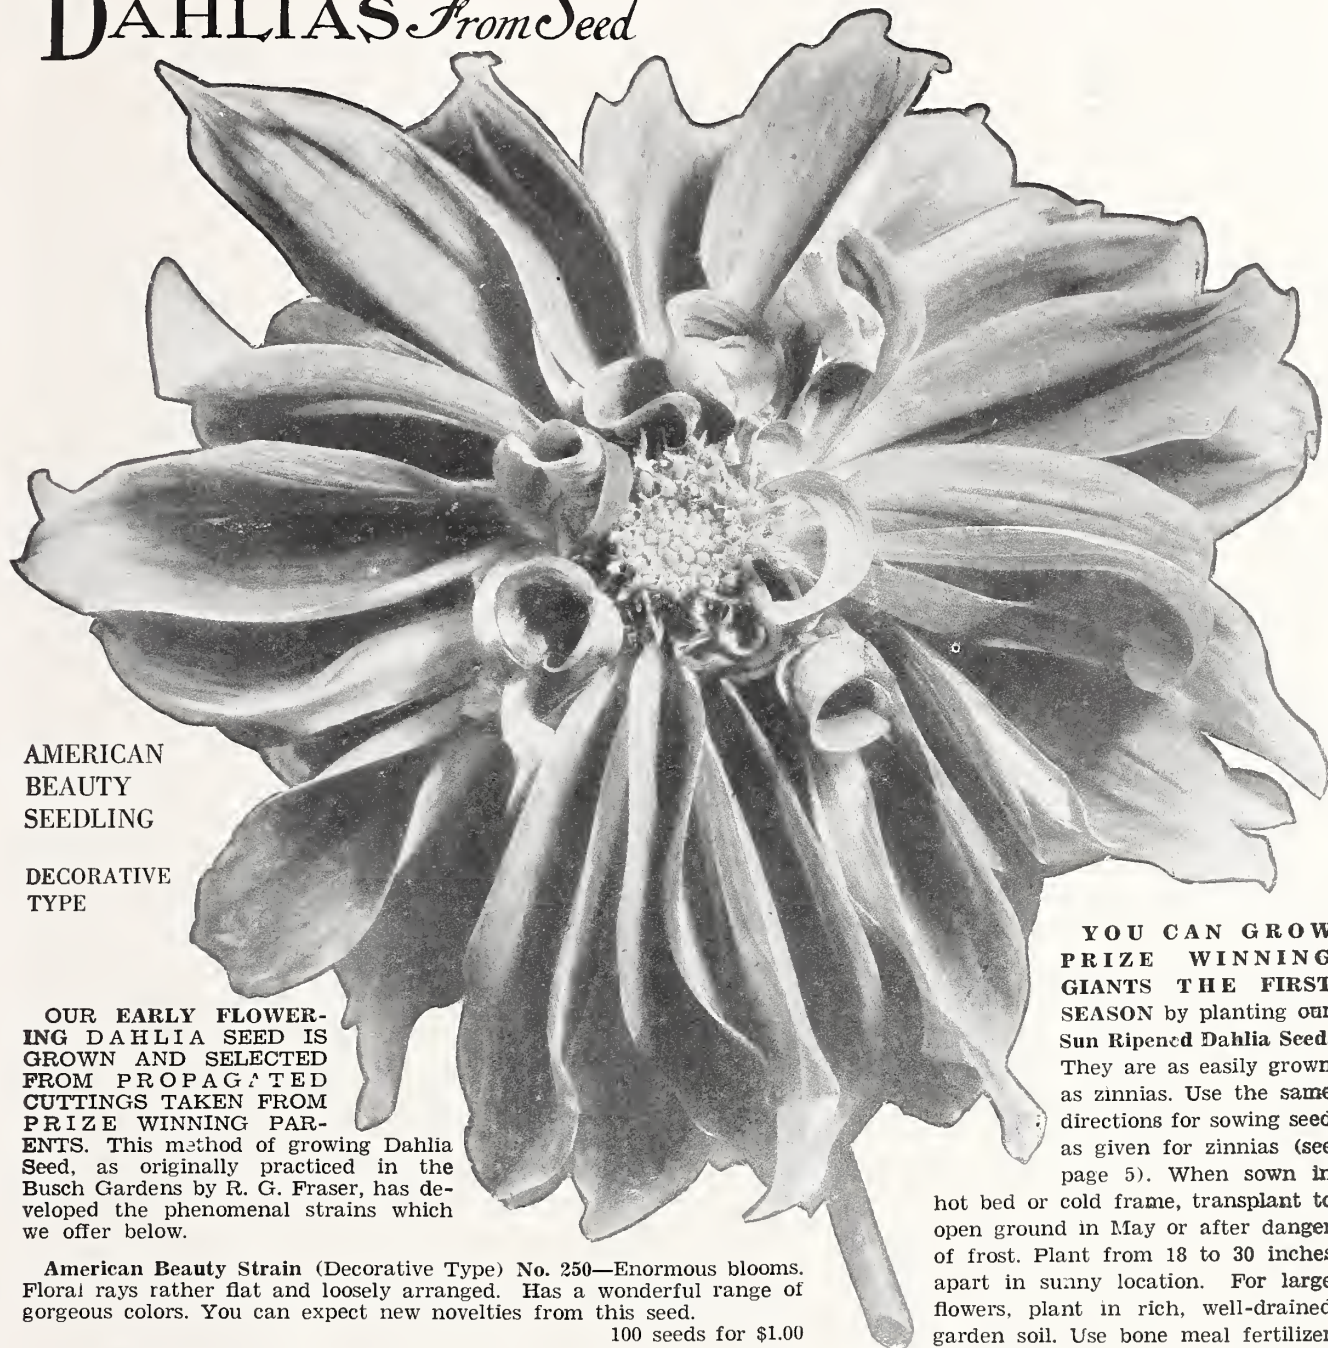 DAHLIAS From Seed
AMERICAN
BEAUTY
SEEDLING
DECORATIVE
TYPE
OUR EARLY FLOWER-
ING DAHLIA SEED IS
GROWN AND SELECTED
FROM PROPAGATED
CUTTINGS TAKEN FROM
PRIZE WINNING PAR-
ENTS. This method of growing Dahlia
Seed, as originally practiced in the
Busch Gardens by R. G. Fraser, has de-
veloped the phenomenal strains which
we offer below.
American Beauty Strain (Decorative Type) No. 250—Enormous blooms.
Floral rays rather flat and loosely arranged. Has a wonderful range of
gorgeous colors. You can expect new novelties from this seed.
100 seeds for $1.00
YOU CAN GROW
PRIZE WINNING
GIANTS THE FIRST
SEASON by planting our
Sun Ripened Dahlia Seed
They are as easily grown
as zinnias. Use the same
directions for sowing seed
as given for zinnias (see
page 5). When sown in
hot bed or cold frame, transplant to
open ground in May or after danger
of frost. Plant from 18 to 30 inches
apart in sunny location. For large
flowers, plant in rich, well-drained
garden soil. Use bone meal fertilizer